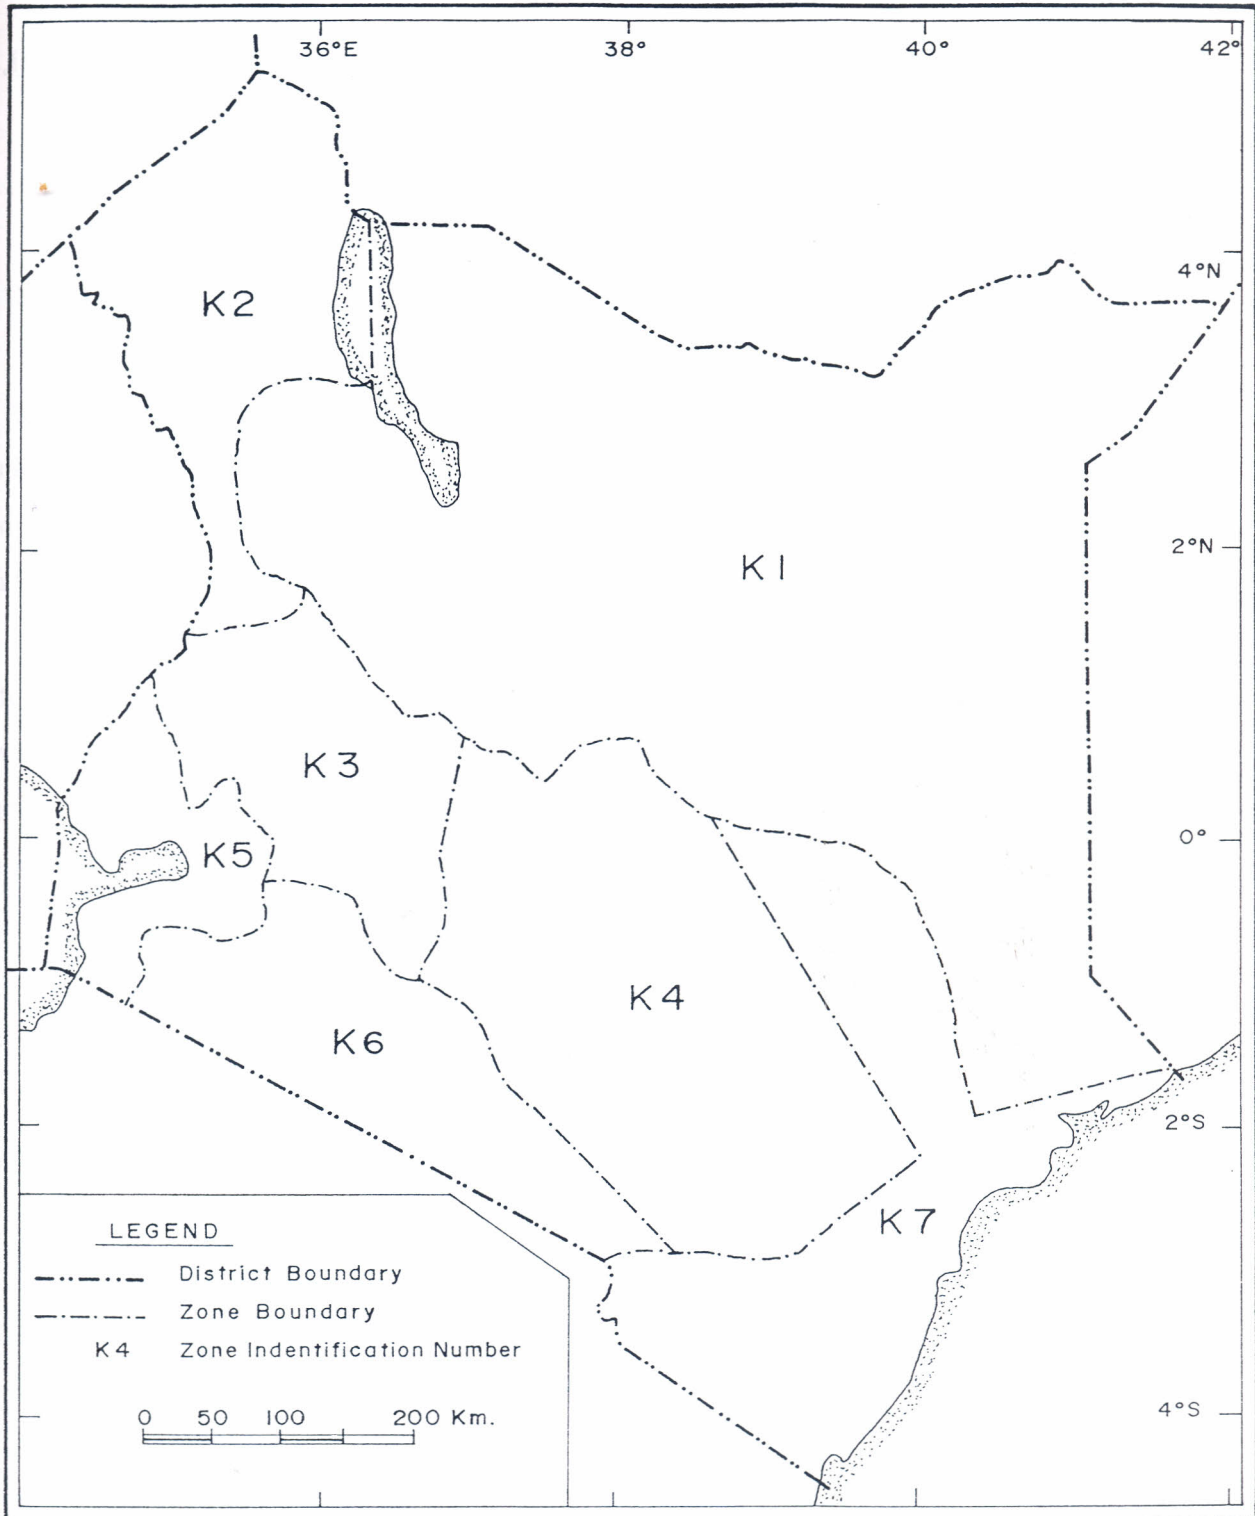 36°E 38° 40° 42°
4°N
K2
2°N
K1
K3
0°
K5
K4
K6
2°S
K7
LEGEND
District Boundary
Zone Boundary
K4 Zone Indentification Number
0 50 100 200 Km.
4°S